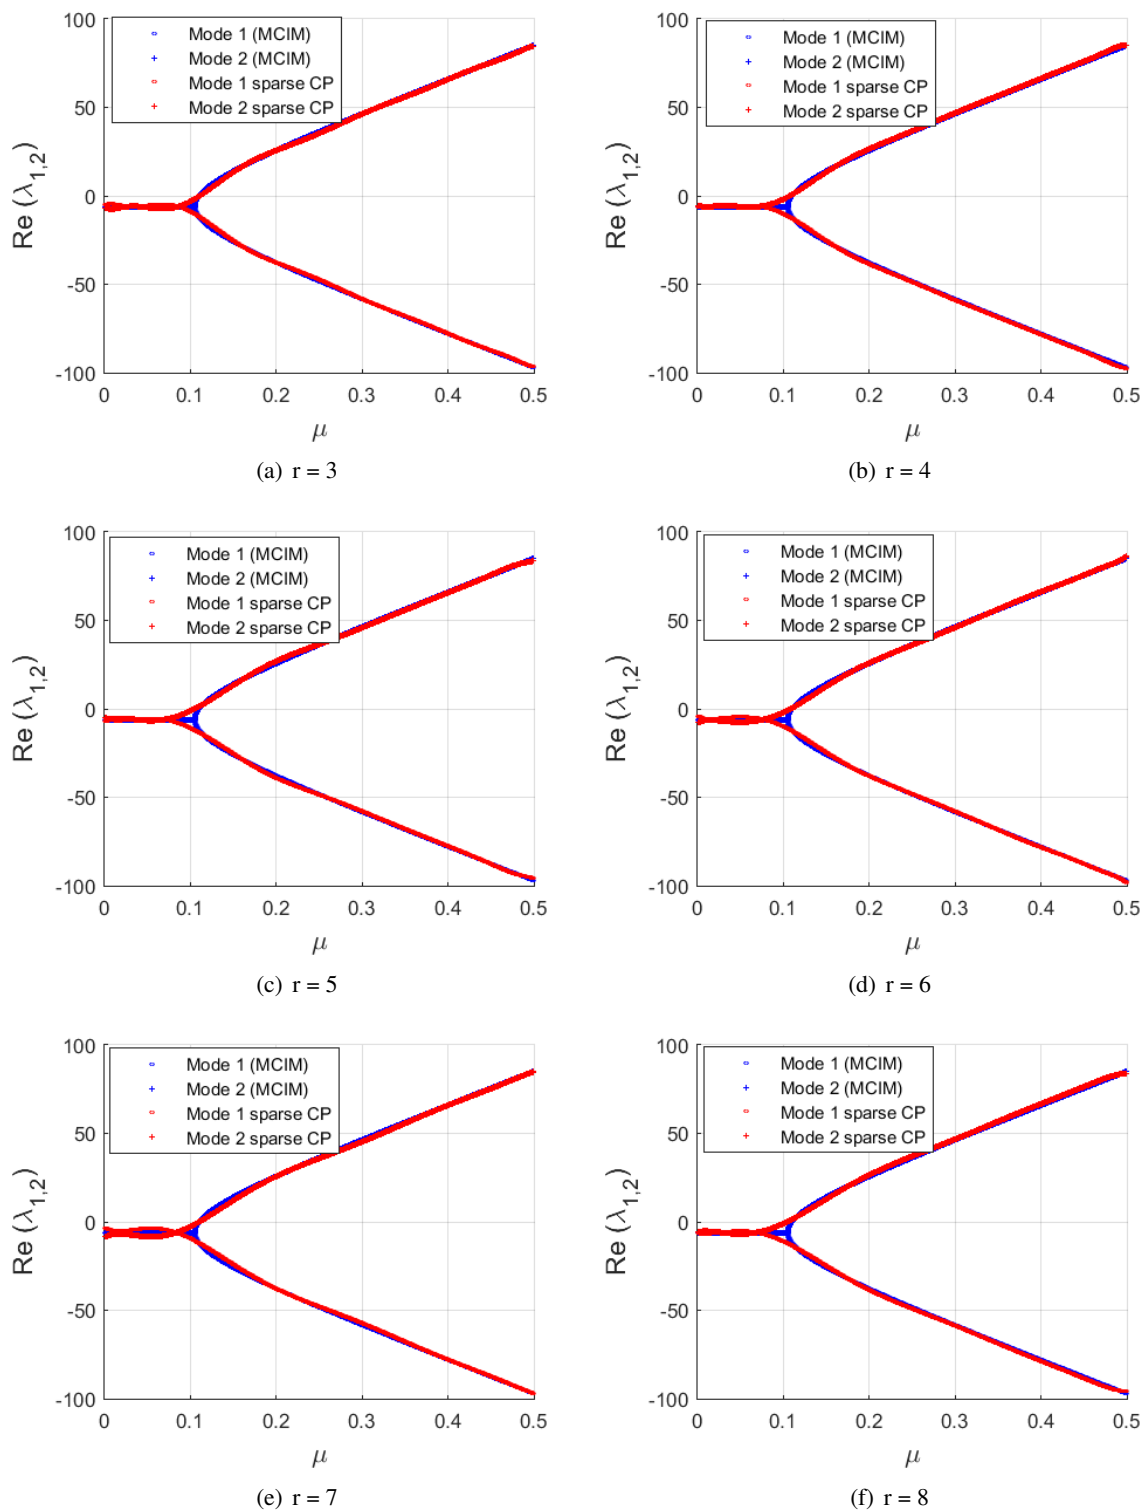 100
50
0
-50
-100
Re (λ1,2)
Mode 1 (MCIM)
Mode 2 (MCIM)
Mode 1 sparse CP
Mode 2 sparse CP
0 0.1 0.2 0.3 0.4 0.5
μ
(a) r = 3
100
50
0
-50
-100
Re (λ1,2)
Mode 1 (MCIM)
Mode 2 (MCIM)
Mode 1 sparse CP
Mode 2 sparse CP
0 0.1 0.2 0.3 0.4 0.5
μ
(b) r = 4
100
50
0
-50
-100
Re (λ1,2)
Mode 1 (MCIM)
Mode 2 (MCIM)
Mode 1 sparse CP
Mode 2 sparse CP
0 0.1 0.2 0.3 0.4 0.5
μ
(c) r = 5
100
50
0
-50
-100
Re (λ1,2)
Mode 1 (MCIM)
Mode 2 (MCIM)
Mode 1 sparse CP
Mode 2 sparse CP
0 0.1 0.2 0.3 0.4 0.5
μ
(d) r = 6
100
50
0
-50
-100
Re (λ1,2)
Mode 1 (MCIM)
Mode 2 (MCIM)
Mode 1 sparse CP
Mode 2 sparse CP
0 0.1 0.2 0.3 0.4 0.5
μ
(e) r = 7
100
50
0
-50
-100
Re (λ1,2)
Mode 1 (MCIM)
Mode 2 (MCIM)
Mode 1 sparse CP
Mode 2 sparse CP
0 0.1 0.2 0.3 0.4 0.5
μ
(f) r = 8